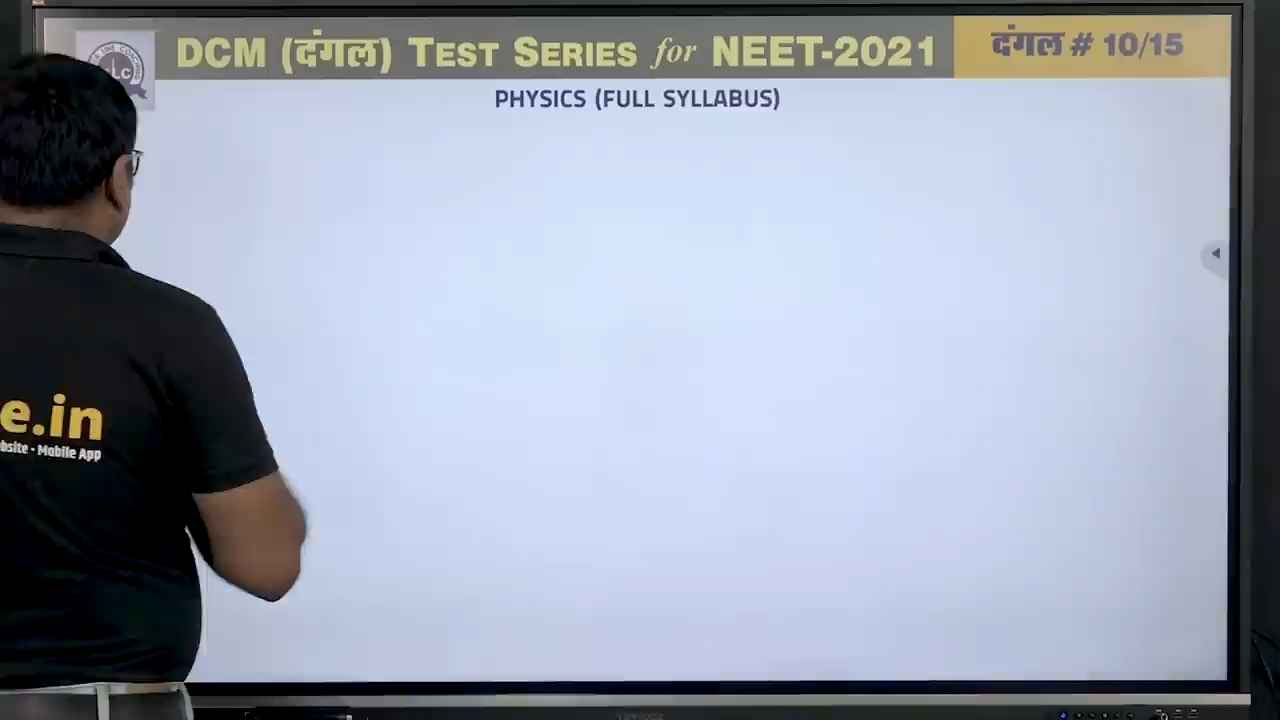 DCM (दंगल) TEST SERIES for NEET-2021
दंगल # 10/15
PHYSICS (FULL SYLLABUS)
e.in
bsite - Mobile App